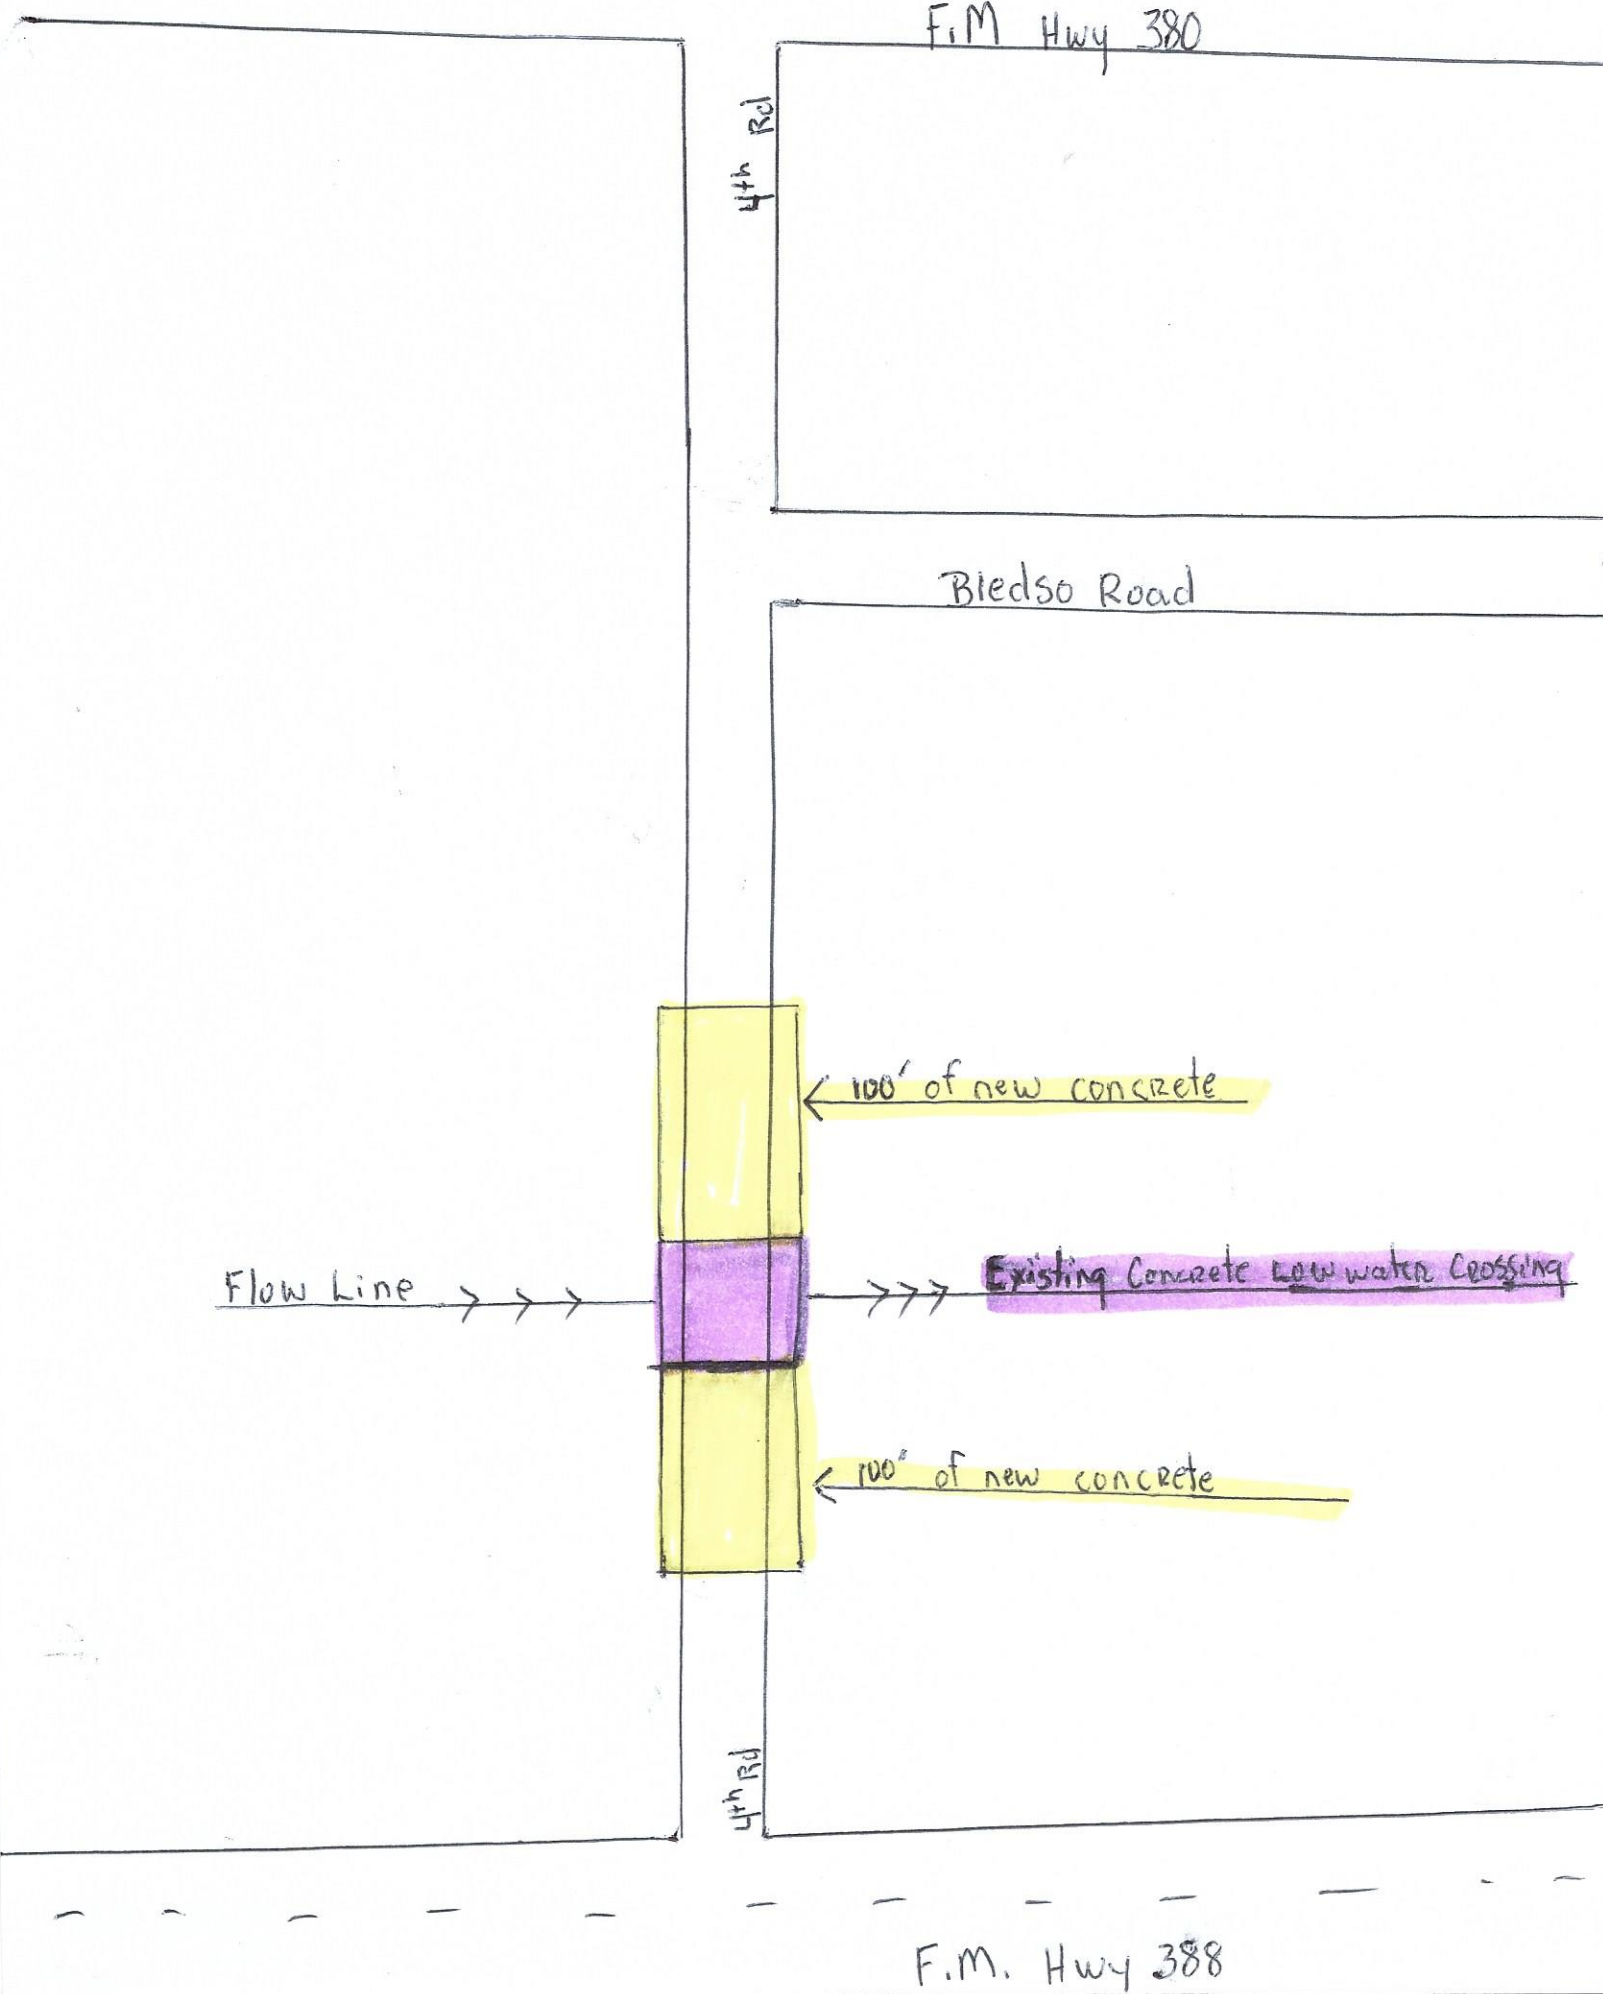 F.M Hwy 380
4th Rd
Bledso Road
100' of new concrete
Flow Line
Existing Concrete Low water Crossing
100' of new concrete
4th Rd
F.M. Hwy 388